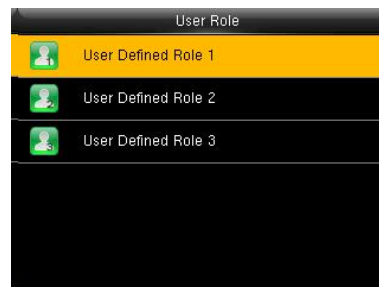 User Role
User Defined Role 1
User Defined Role 2
User Defined Role 3